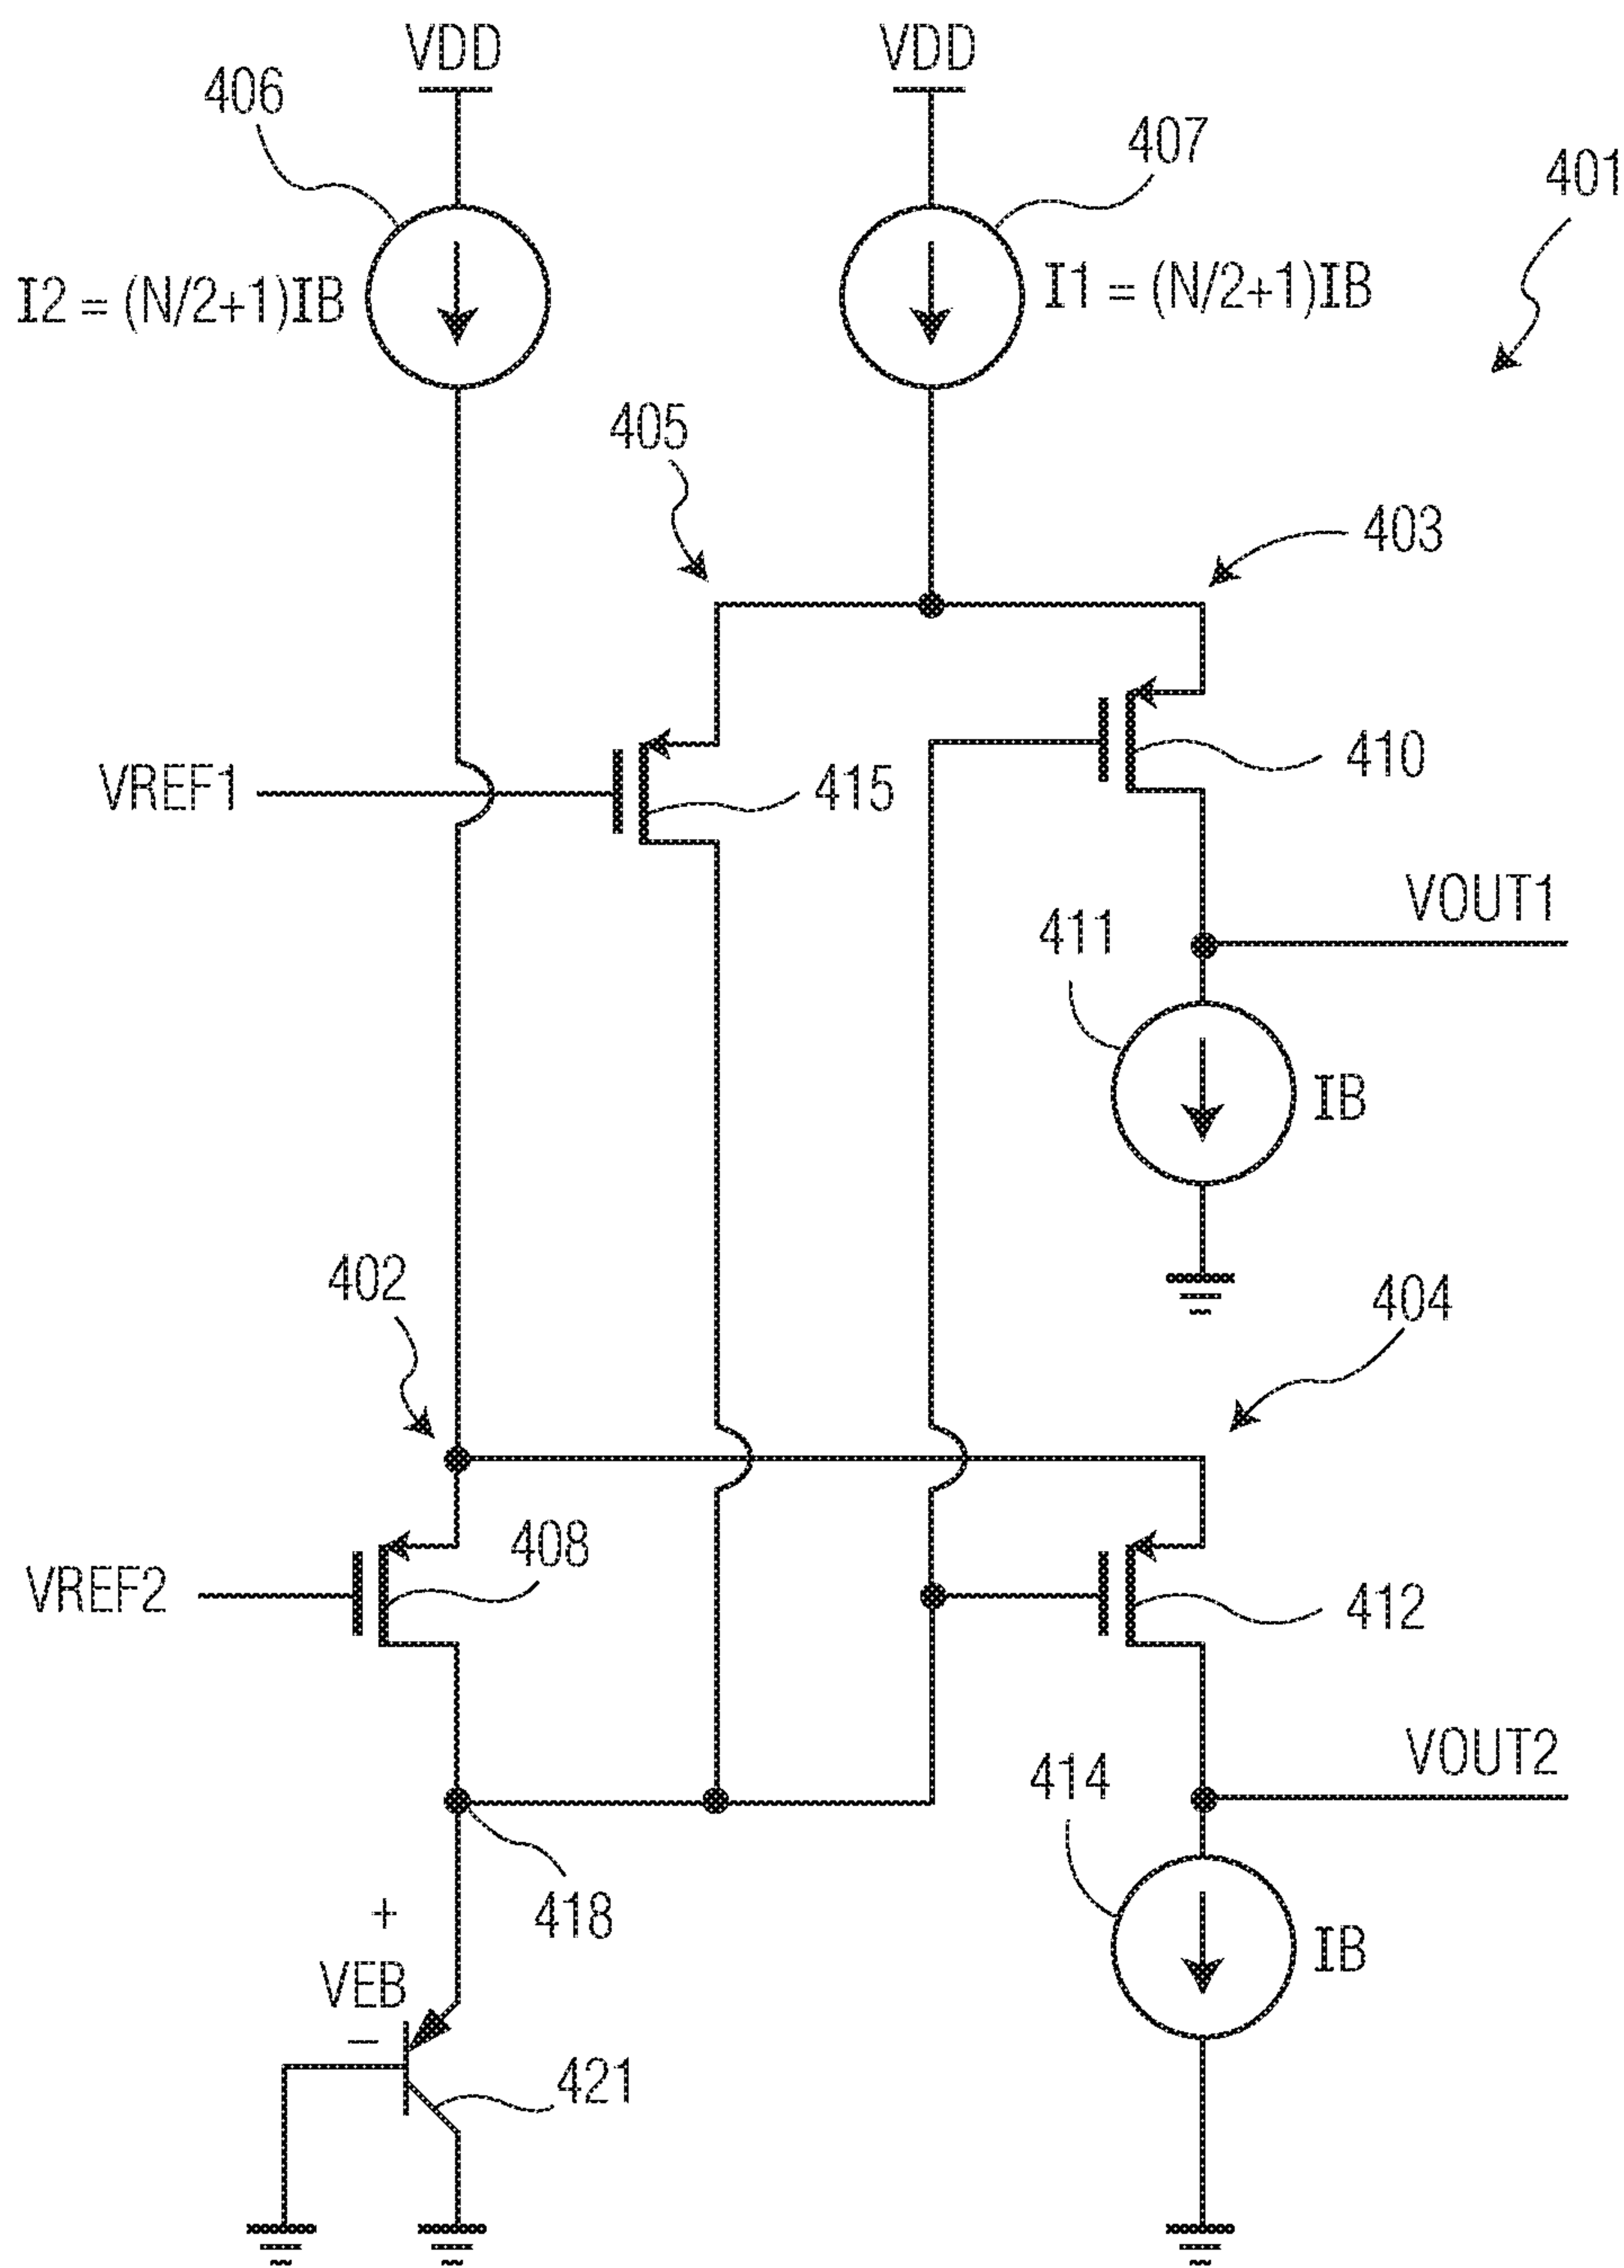 VDD
VDD
406
407
401
I2 = (N/2+1)IB
I1 = (N/2+1)IB
405
403
VREF1
415
410
VOUT1
411
IB
402
404
408
VREF2
412
VOUT2
414
418
+
VEB
−
IB
421